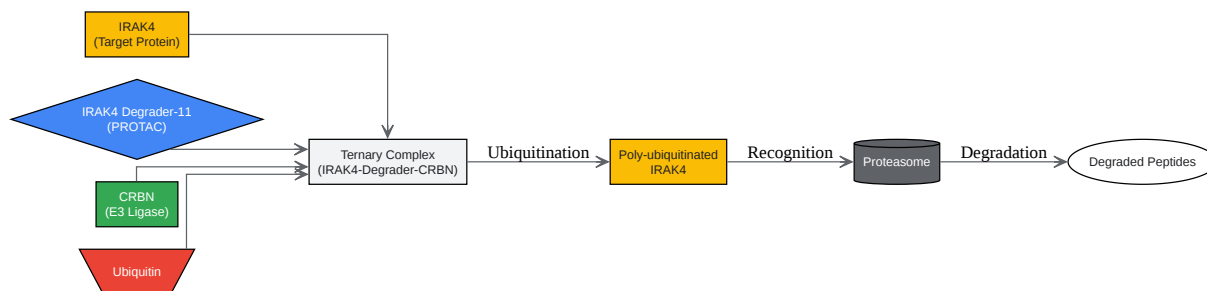 IRAK4
(Target Protein)
IRAK4 Degrader-11
(PROTAC)
CRBN
(E3 Ligase)
Ubiquitin
Ternary Complex
(IRAK4-Degrader-CRBN)
Ubiquitination
Poly-ubiquitinated
IRAK4
Recognition
Proteasome
Degradation
Degraded Peptides